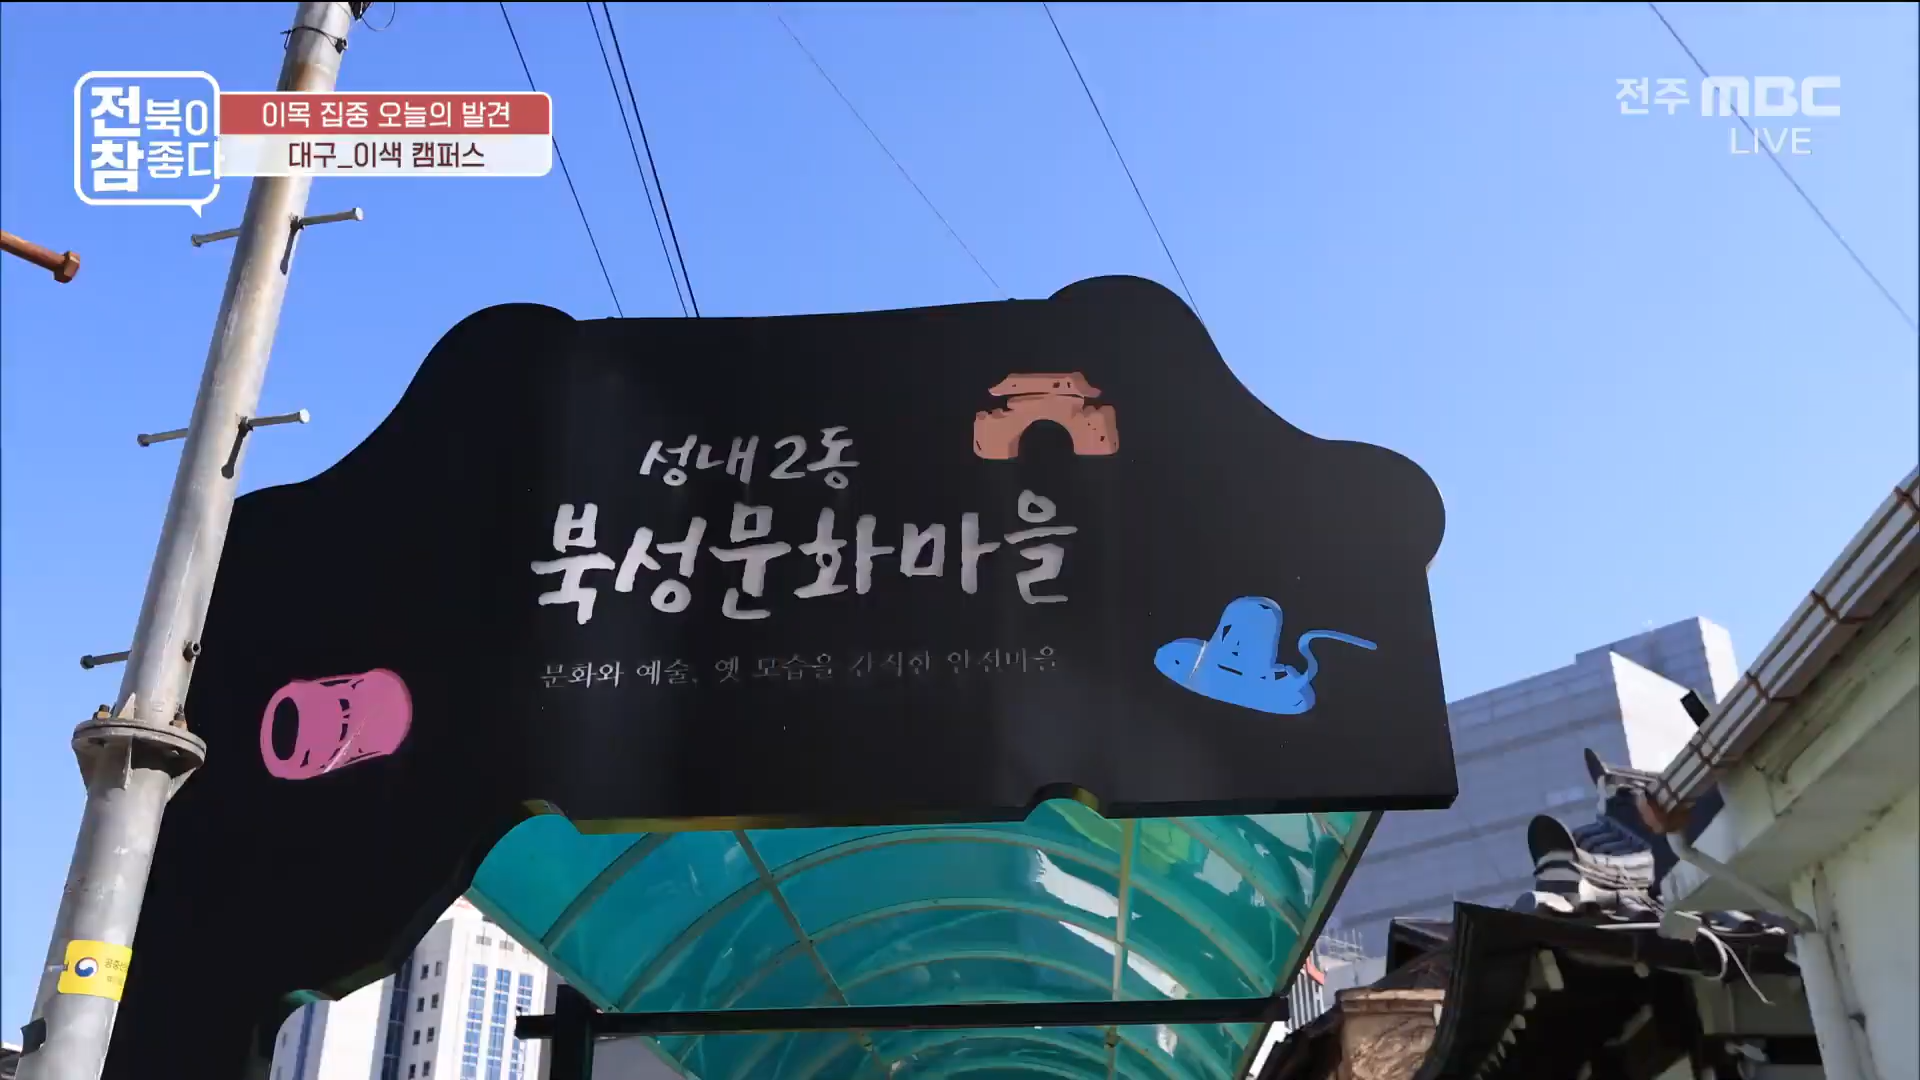 전북이
참좋다
이목 집중 오늘의 발견
대구_이색 캠퍼스
전주 MBC
LIVE
성내2동
북성문화마을
문화와 예술, 옛 모습을 간직한 안전마을